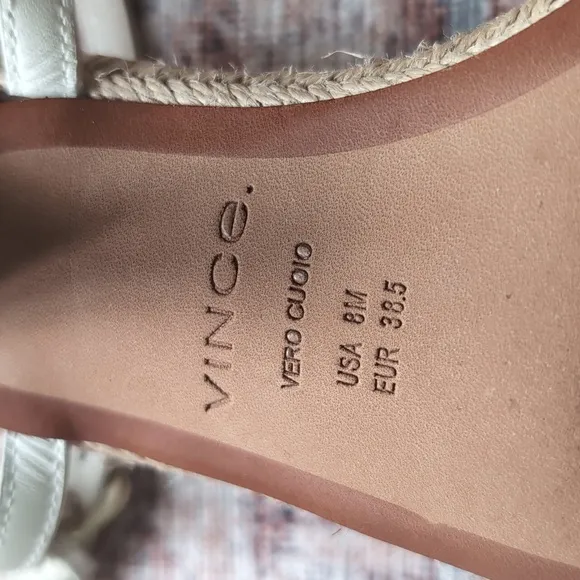 VINCE.
VERO CUOIO
USA 8M
EUR 38.5